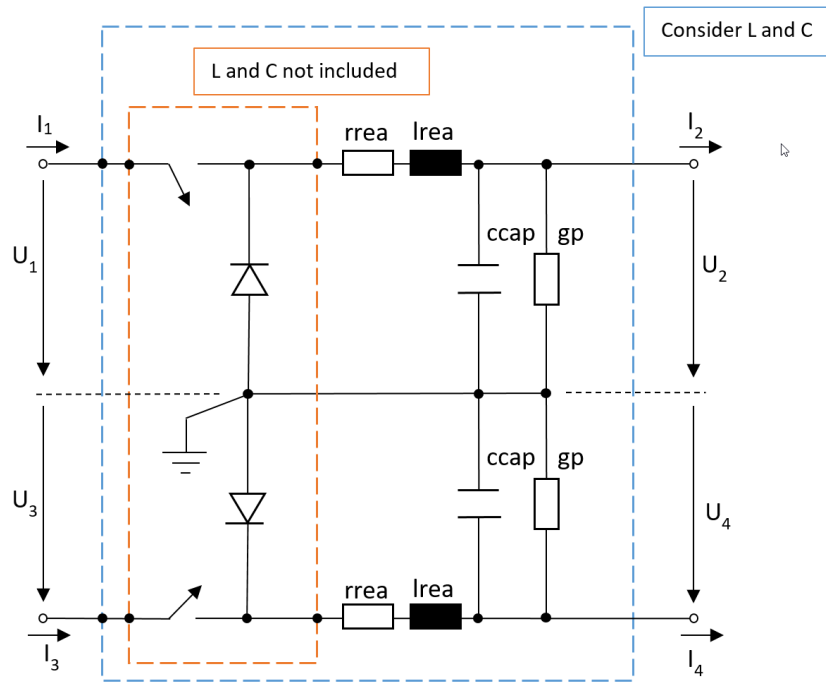 Consider L and C
L and C not included
I1
rrea
lrea
I2
U1
ccap
gp
U2
U3
ccap
gp
U4
rrea
lrea
I3
I4